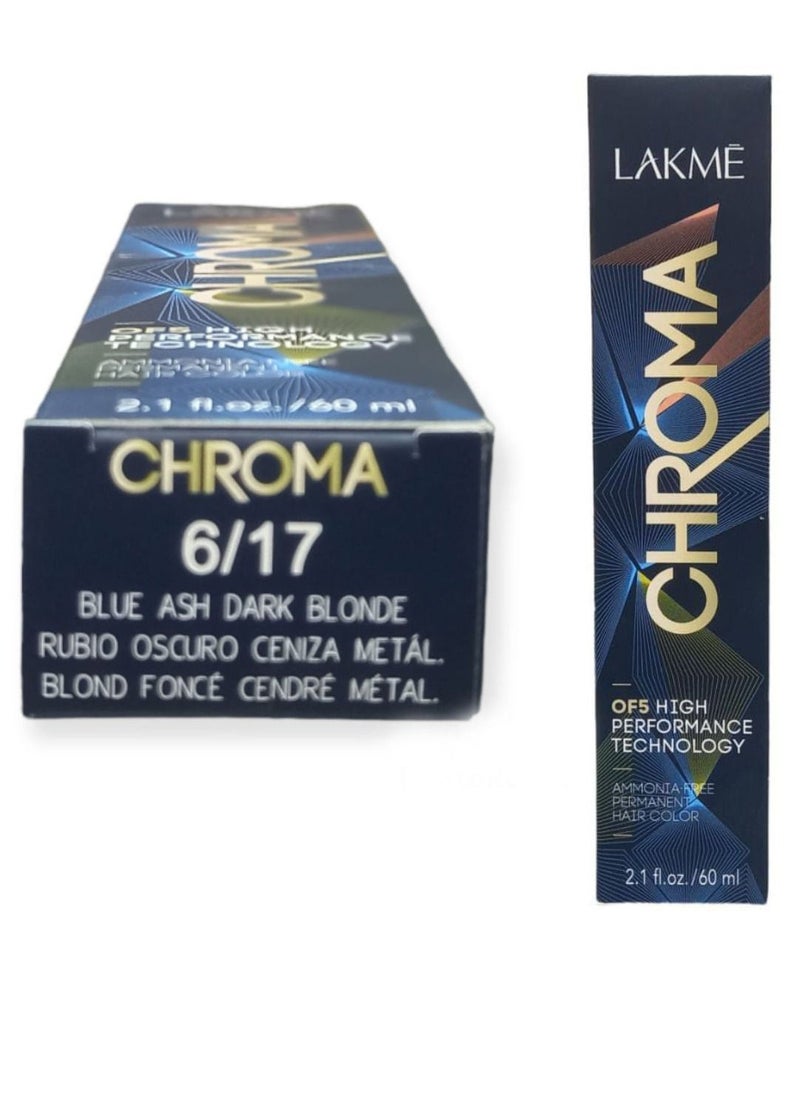 CHROMA
OF5 HIGH
PERFORMANCE
TECHNOLOGY
2.1 fl.oz./60 ml
CHROMA
6/17
BLUE ASH DARK BLONDE
RUBIO OSCURO CENIZA METÁL.
BLOND FONCÉ CENDRÉ MÉTAL.
LAKMĒ
CHROMA
OF5 HIGH
PERFORMANCE
TECHNOLOGY
AMMONIA-FREE
PERMANENT
HAIR COLOR
2.1 fl.oz./60 ml